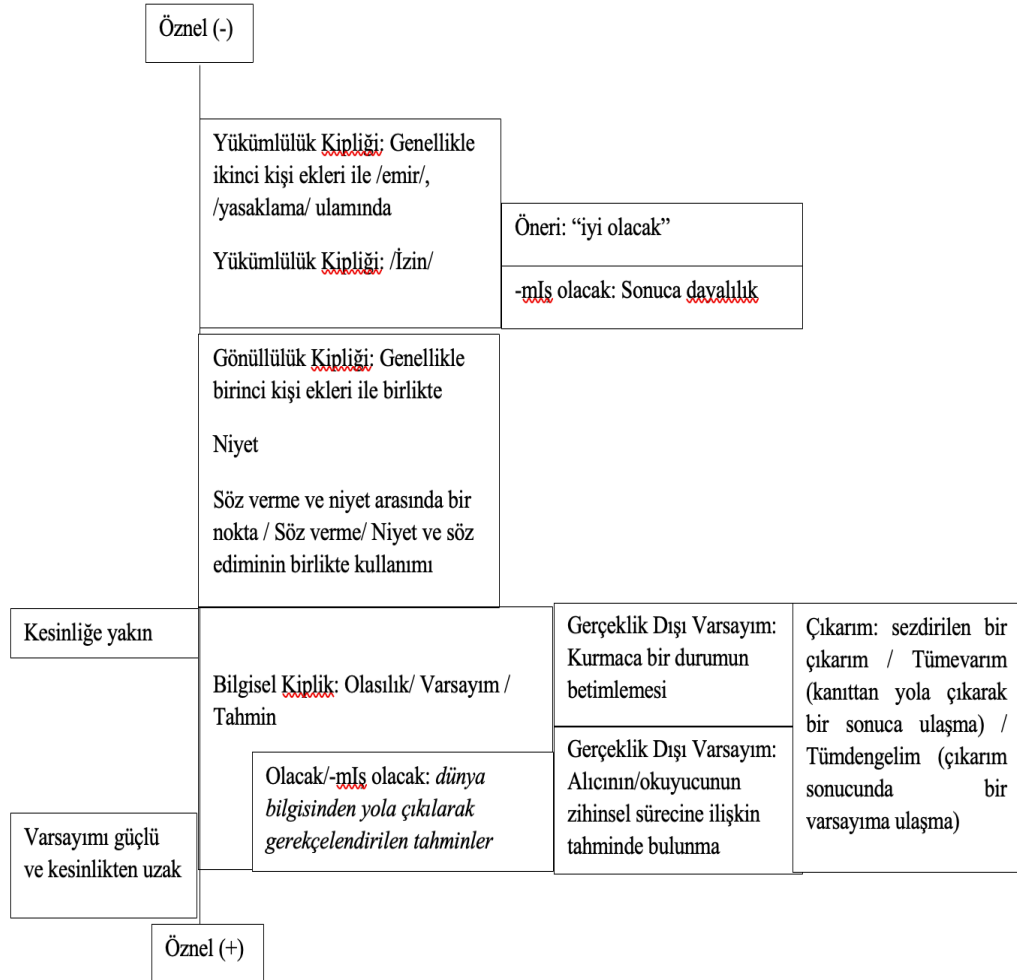 Öznel (-)
Yükümlülük Kipliği: Genellikle
ikinci kişi ekleri ile /emir/,
/yasaklama/ ulamında
Yükümlülük Kipliği: /İzin/
Öneri: “iyi olacak”
-mIş olacak: Sonuca dayalılık
Gönüllülük Kipliği: Genellikle
birinci kişi ekleri ile birlikte
Niyet
Söz verme ve niyet arasında bir
nokta / Söz verme/ Niyet ve söz
ediminin birlikte kullanımı
Kesinliğe yakın
Bilgisel Kiplik: Olasılık/ Varsayım /
Tahmin
Olacak/-mIş olacak: dünya
bilgisinden yola çıkılarak
gerekçelendirilen tahminler
Gerçeklik Dışı Varsayım:
Kurmaca bir durumun
betimlemesi
Gerçeklik Dışı Varsayım:
Alıcının/okuyucunun
zihinsel sürecine ilişkin
tahminde bulunma
Çıkarım: sezdirilen bir
çıkarım / Tümevarım
(kanıttan yola çıkarak
bir sonuca ulaşma) /
Tümdengelim (çıkarım
sonucunda bir
varsayıma ulaşma)
Varsayımı güçlü
ve kesinlikten uzak
Öznel (+)